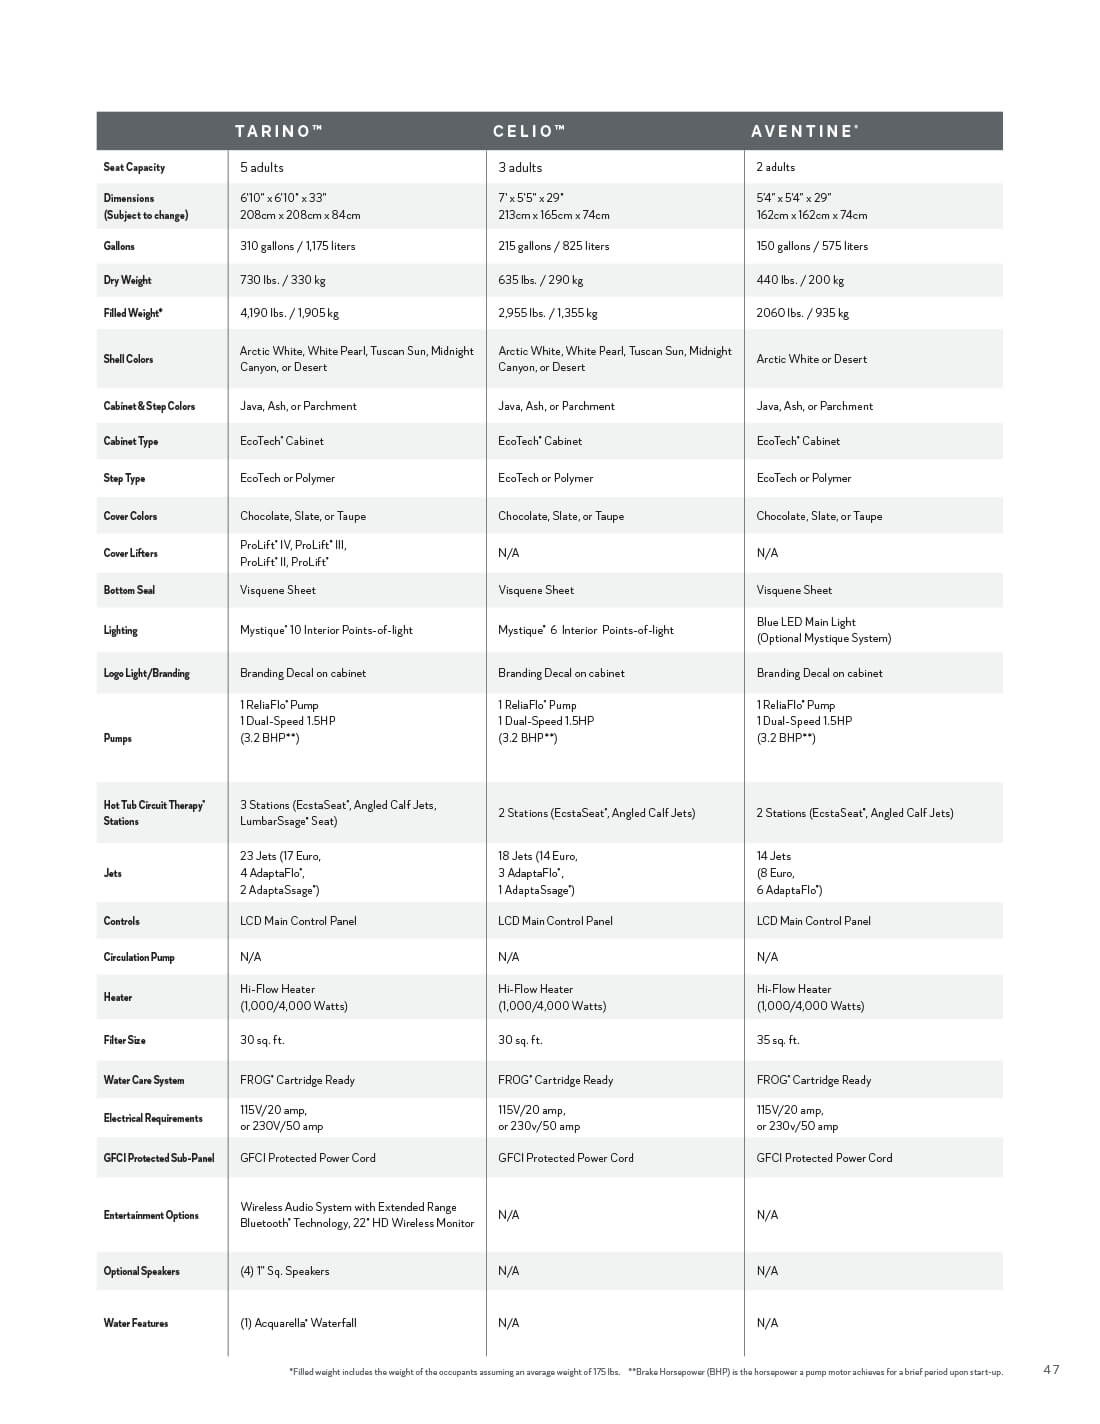 TARINO™ CELIO™ AVENTINE®
Seat Capacity 5 adults 3 adults 2 adults
Dimensions 6'10" x 6'10" x 33" 7' x 5'5" x 29" 5'4" x 5'4" x 29"
(Subject to change) 208cm x 208cm x 84cm 213cm x 165cm x 74cm 162cm x 162cm x 74cm
Gallons 310 gallons / 1,175 liters 215 gallons / 825 liters 150 gallons / 575 liters
Dry Weight 730 lbs. / 330 kg 635 lbs. / 290 kg 440 lbs. / 200 kg
Filled Weight* 4,190 lbs. / 1,905 kg 2,955 lbs. / 1,355 kg 2060 lbs. / 935 kg
Shell Colors Arctic White, White Pearl, Tuscan Sun, Midnight Arctic White, White Pearl, Tuscan Sun, Midnight Arctic White or Desert
Canyon, or Desert Canyon, or Desert
Cabinet & Step Colors Java, Ash, or Parchment Java, Ash, or Parchment Java, Ash, or Parchment
Cabinet Type EcoTech® Cabinet EcoTech® Cabinet EcoTech® Cabinet
Step Type EcoTech or Polymer EcoTech or Polymer EcoTech or Polymer
Cover Colors Chocolate, Slate, or Taupe Chocolate, Slate, or Taupe Chocolate, Slate, or Taupe
Cover Lifters ProLift® IV, ProLift® III, N/A N/A
ProLift® II, ProLift®
Bottom Seal Visquene Sheet Visquene Sheet Visquene Sheet
Lighting Mystique® 10 Interior Points-of-light Mystique® 6 Interior Points-of-light Blue LED Main Light
(Optional Mystique System)
Logo Light/Branding Branding Decal on cabinet Branding Decal on cabinet Branding Decal on cabinet
1 ReliaFlo® Pump 1 ReliaFlo® Pump 1 ReliaFlo® Pump
1 Dual-Speed 1.5HP 1 Dual-Speed 1.5HP 1 Dual-Speed 1.5HP
Pumps (3.2 BHP**) (3.2 BHP**) (3.2 BHP**)
Hot Tub Circuit Therapy® 3 Stations (EcstaSeat®, Angled Calf Jets, 2 Stations (EcstaSeat®, Angled Calf Jets) 2 Stations (EcstaSeat®, Angled Calf Jets)
Stations LumbarSsage® Seat)
23 Jets (17 Euro, 18 Jets (14 Euro, 14 Jets
Jets 4 AdaptaFlo®, 3 AdaptaFlo®, (8 Euro,
2 AdaptaSsage®) 1 AdaptaSsage®) 6 AdaptaFlo®)
Controls LCD Main Control Panel LCD Main Control Panel LCD Main Control Panel
Circulation Pump N/A N/A N/A
Heater Hi-Flow Heater Hi-Flow Heater Hi-Flow Heater
(1,000/4,000 Watts) (1,000/4,000 Watts) (1,000/4,000 Watts)
Filter Size 30 sq. ft. 30 sq. ft. 35 sq. ft.
Water Care System FROG® Cartridge Ready FROG® Cartridge Ready FROG® Cartridge Ready
Electrical Requirements 115V/20 amp, 115V/20 amp, 115V/20 amp,
or 230V/50 amp or 230v/50 amp or 230v/50 amp
GFCI Protected Sub-Panel GFCI Protected Power Cord GFCI Protected Power Cord GFCI Protected Power Cord
Entertainment Options Wireless Audio System with Extended Range N/A N/A
Bluetooth® Technology, 22" HD Wireless Monitor
Optional Speakers (4) 1" Sq. Speakers N/A N/A
Water Features (1) Acquarella® Waterfall N/A N/A
*Filled weight includes the weight of the occupants assuming an average weight of 175 lbs. **Brake Horsepower (BHP) is the horsepower a pump motor achieves for a brief period upon start-up. 47